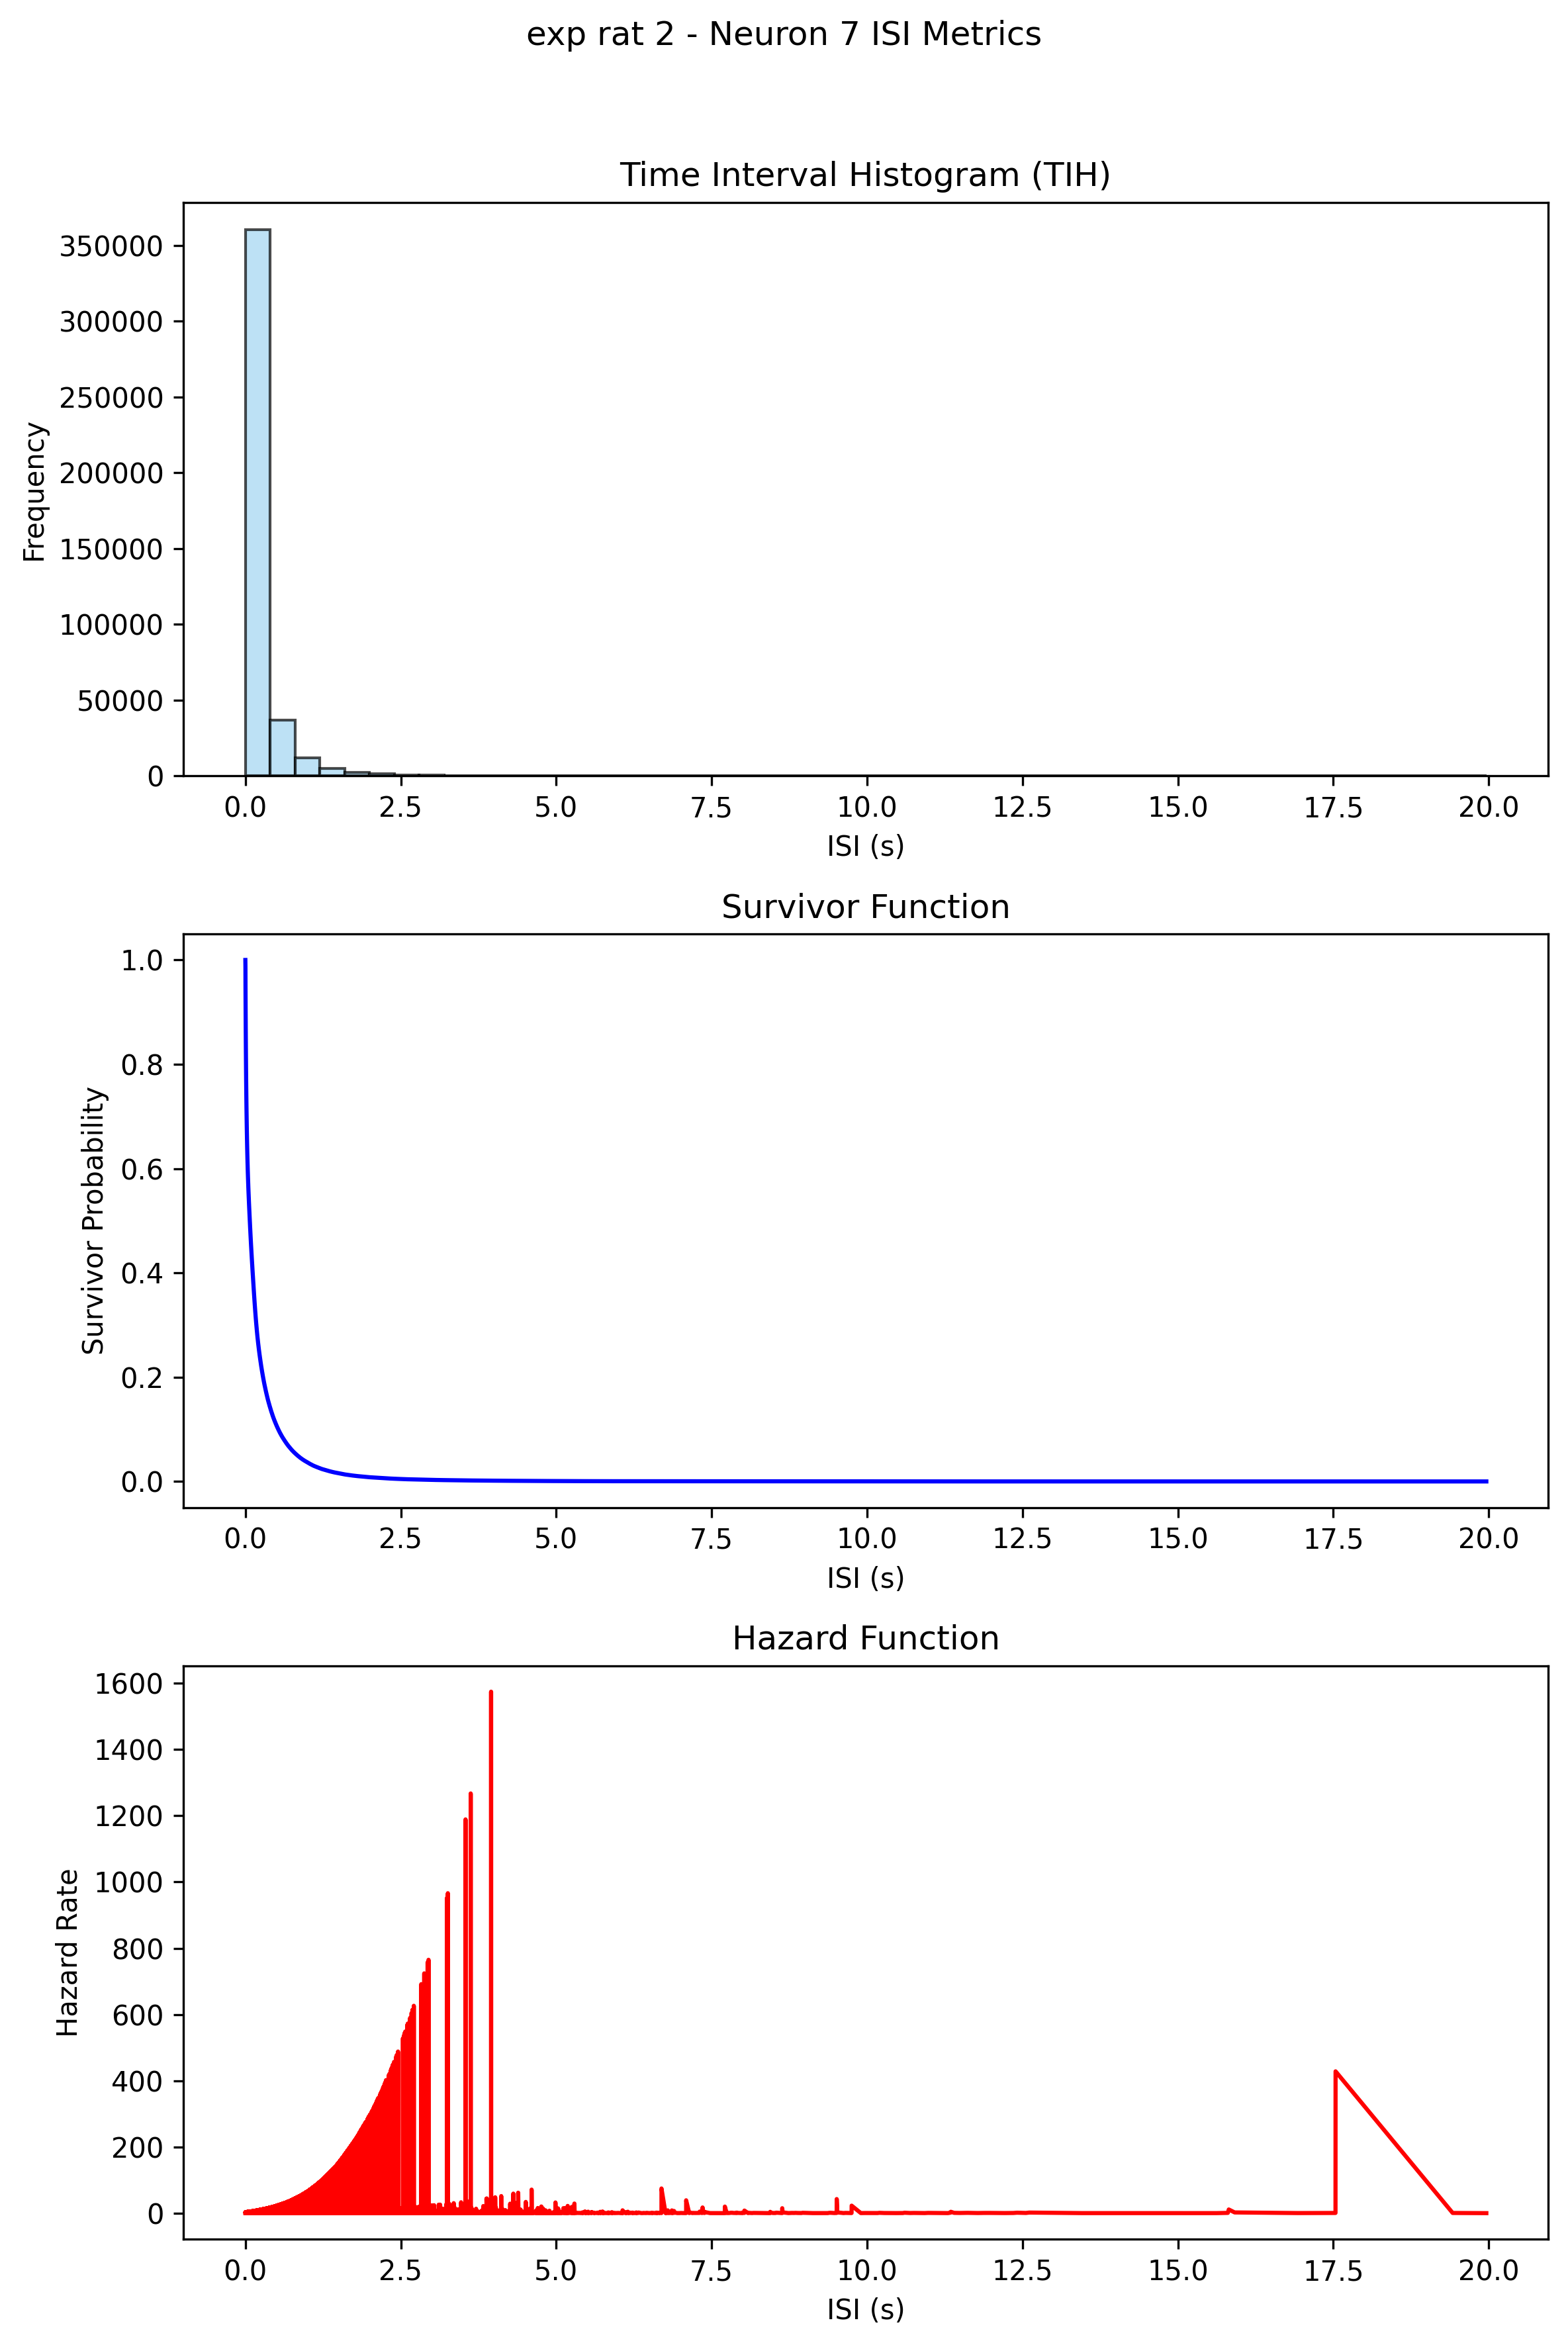 exp rat 2 - Neuron 7 ISI Metrics
Time Interval Histogram (TIH)
Frequency
350000
300000
250000
200000
150000
100000
50000
0
0.0 2.5 5.0 7.5 10.0 12.5 15.0 17.5 20.0
ISI (s)
Survivor Function
Survivor Probability
1.0
0.8
0.6
0.4
0.2
0.0
0.0 2.5 5.0 7.5 10.0 12.5 15.0 17.5 20.0
ISI (s)
Hazard Function
Hazard Rate
1600
1400
1200
1000
800
600
400
200
0
0.0 2.5 5.0 7.5 10.0 12.5 15.0 17.5 20.0
ISI (s)